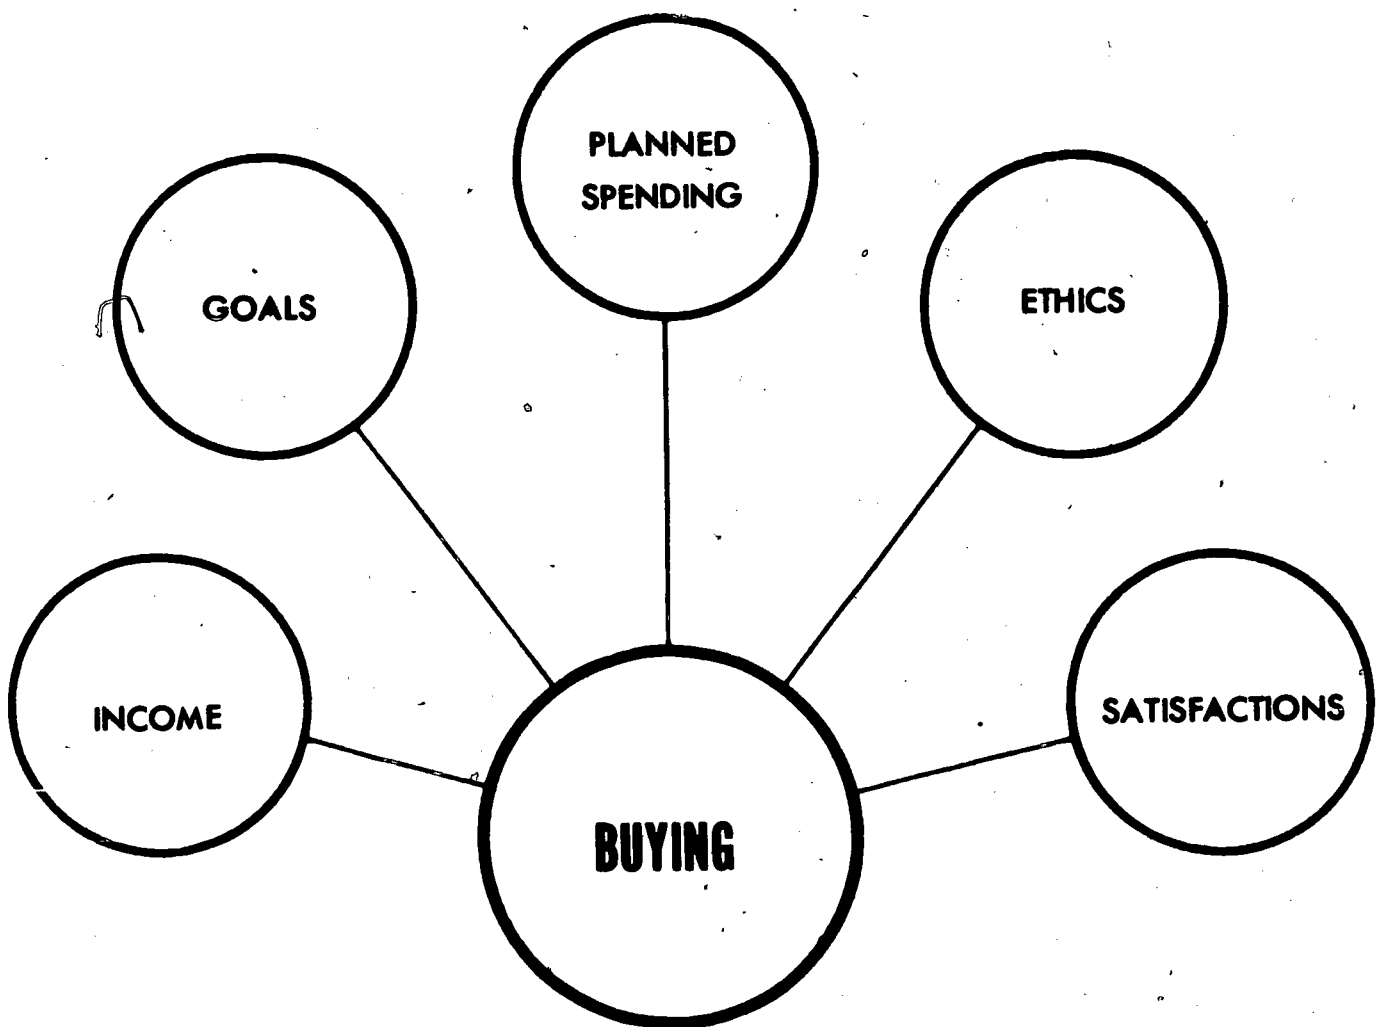 PLANNED
SPENDING
GOALS
ETHICS
INCOME
SATISFACTIONS
BUYING